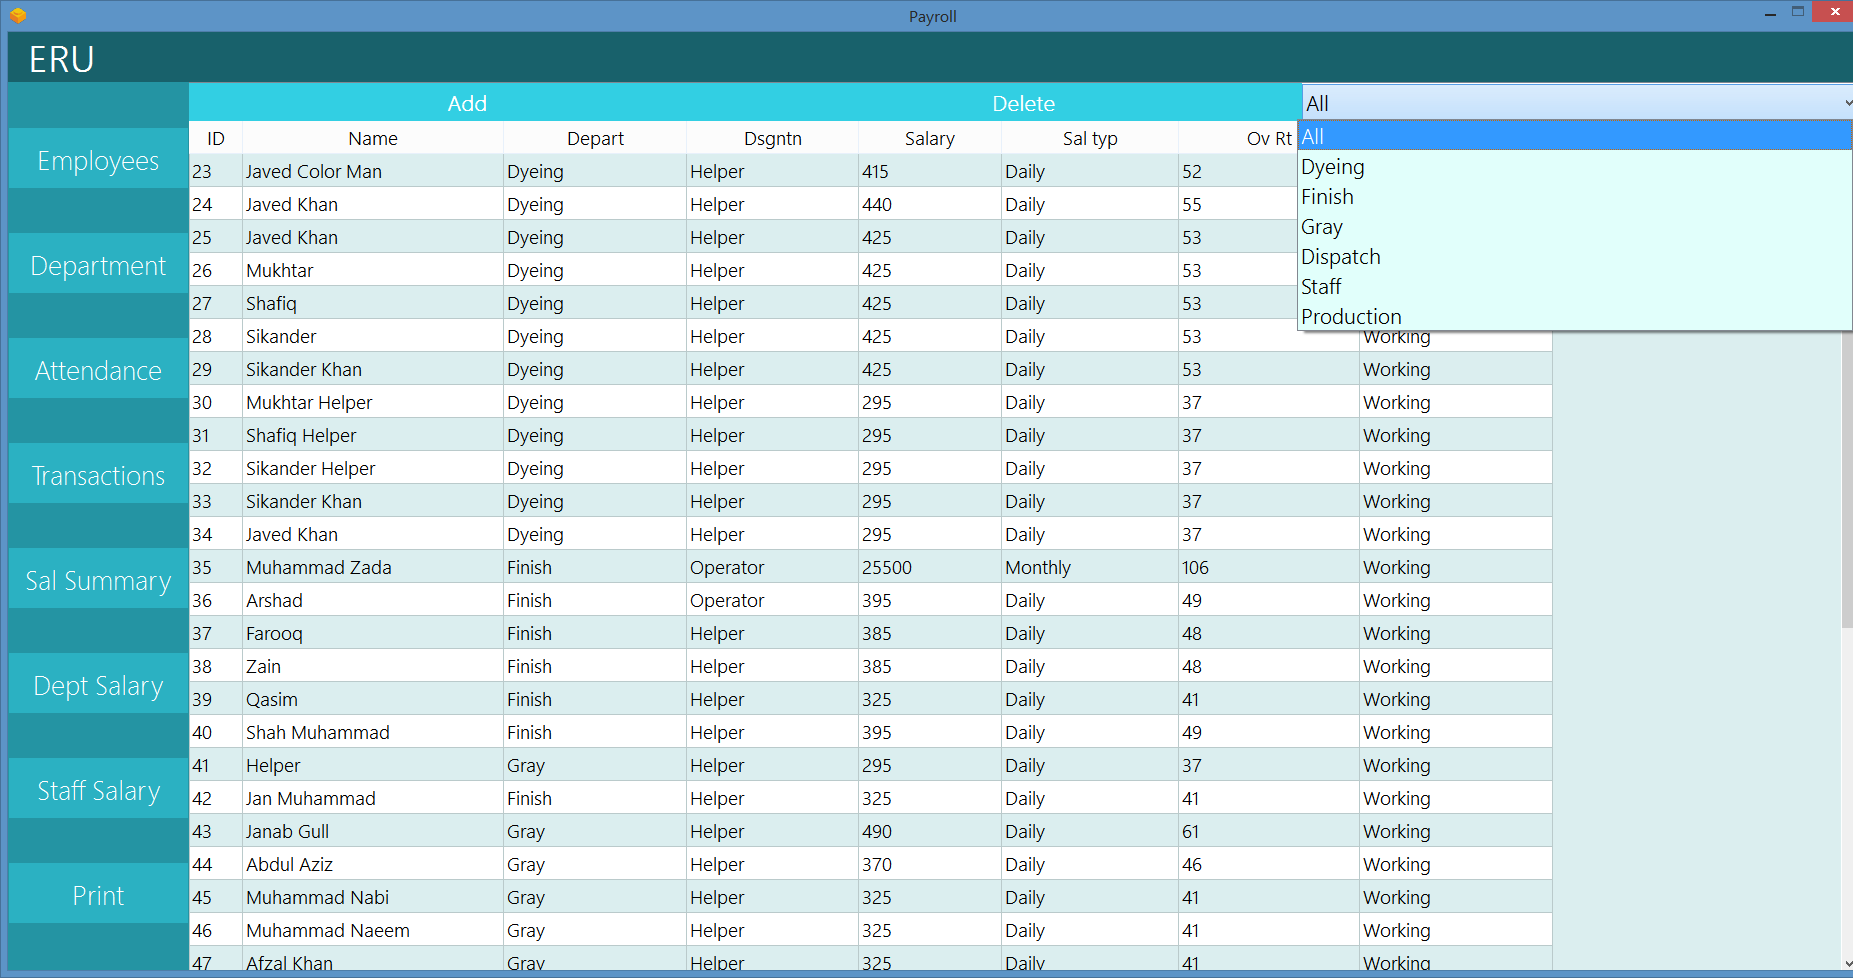 Payroll
ERU
Add Delete All
ID Name Depart Dsgntn Salary Sal typ Ov Rt
All
Dyeing
Finish
Gray
Dispatch
Staff
Production
Employees
Department
Attendance
Transactions
Sal Summary
Dept Salary
Staff Salary
Print
23 Javed Color Man Dyeing Helper 415 Daily 52
24 Javed Khan Dyeing Helper 440 Daily 55
25 Javed Khan Dyeing Helper 425 Daily 53
26 Mukhtar Dyeing Helper 425 Daily 53
27 Shafiq Dyeing Helper 425 Daily 53
28 Sikander Dyeing Helper 425 Daily 53 Working
29 Sikander Khan Dyeing Helper 425 Daily 53 Working
30 Mukhtar Helper Dyeing Helper 295 Daily 37 Working
31 Shafiq Helper Dyeing Helper 295 Daily 37 Working
32 Sikander Helper Dyeing Helper 295 Daily 37 Working
33 Sikander Khan Dyeing Helper 295 Daily 37 Working
34 Javed Khan Dyeing Helper 295 Daily 37 Working
35 Muhammad Zada Finish Operator 25500 Monthly 106 Working
36 Arshad Finish Operator 395 Daily 49 Working
37 Farooq Finish Helper 385 Daily 48 Working
38 Zain Finish Helper 385 Daily 48 Working
39 Qasim Finish Helper 325 Daily 41 Working
40 Shah Muhammad Finish Helper 395 Daily 49 Working
41 Helper Gray Helper 295 Daily 37 Working
42 Jan Muhammad Finish Helper 325 Daily 41 Working
43 Janab Gull Gray Helper 490 Daily 61 Working
44 Abdul Aziz Gray Helper 370 Daily 46 Working
45 Muhammad Nabi Gray Helper 325 Daily 41 Working
46 Muhammad Naeem Gray Helper 325 Daily 41 Working
47 Afzal Khan Gray Helper 325 Daily 41 Working